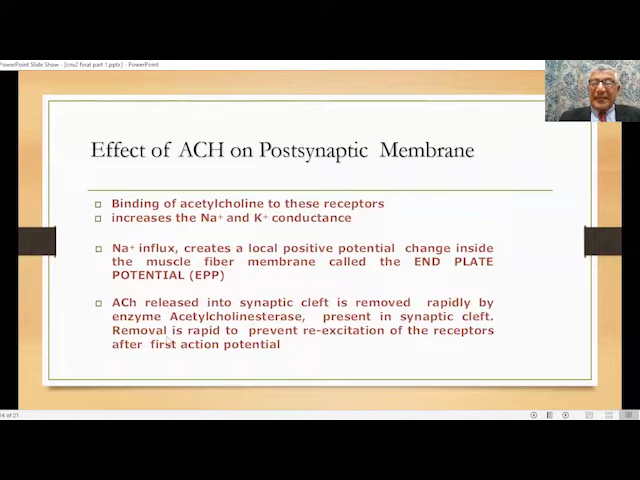 PowerPoint Slide Show - [cns2 final part 1.pptx] - PowerPoint
Effect of ACH on Postsynaptic Membrane
Binding of acetylcholine to these receptors
increases the Na+ and K+ conductance
Na+ influx, creates a local positive potential change inside
the muscle fiber membrane called the END PLATE
POTENTIAL (EPP)
ACh released into synaptic cleft is removed rapidly by
enzyme Acetylcholinesterase, present in synaptic cleft.
Removal is rapid to prevent re-excitation of the receptors
after first action potential
14 of 21